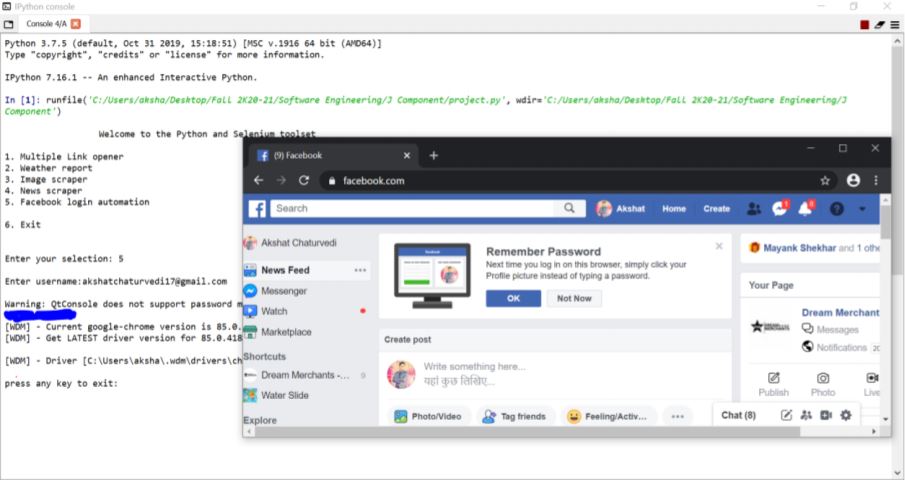 IPython console
Console 4/A
Python 3.7.5 (default, Oct 31 2019, 15:18:51) [MSC v.1916 64 bit (AMD64)]
Type "copyright", "credits" or "license" for more information.
IPython 7.16.1 -- An enhanced Interactive Python.
In [1]: runfile('C:/Users/aksha/Desktop/Fall 2K20-21/Software Engineering/J Component/project.py', wdir='C:/Users/aksha/Desktop/Fall 2K20-21/Software Engineering/J
Component')
Welcome to the Python and Selenium toolset
1. Multiple Link opener
2. Weather report
3. Image scraper
4. News scraper
5. Facebook login automation
6. Exit
Enter your selection: 5
Enter username:akshatchaturvedi17@gmail.com
Warning: QtConsole does not support password m
[WDM] - Current google-chrome version is 85.0.
[WDM] - Get LATEST driver version for 85.0.418
[WDM] - Driver [C:\Users\aksha\.wdm\drivers\ch
press any key to exit:
(9) Facebook
facebook.com
Search
Akshat Home Create 1 8
Akshat Chaturvedi
News Feed
Messenger
Watch
Marketplace
Shortcuts
Dream Merchants -... 9
Water Slide
Explore
Remember Password
Next time you log in on this browser, simply click your
Profile picture instead of typing a password.
OK Not Now
Create post
Write something here...
यहां कुछ लिखिए...
Photo/Video Tag friends Feeling/Activ...
Mayank Shekhar and 1 othe
Your Page
Dream Merchant
Messages
Notifications 20
Publish Photo Live
Chat (8)